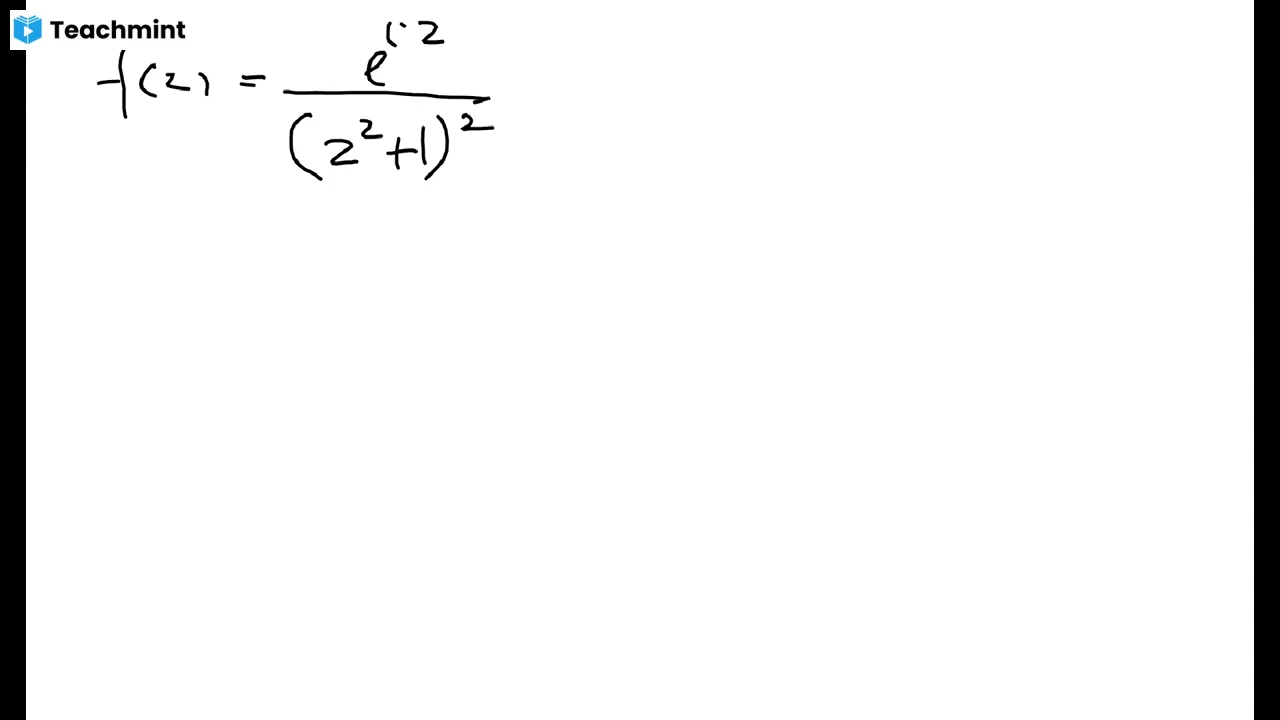 Teachmint
f(z) = e^{iz} / (z^2+1)^2